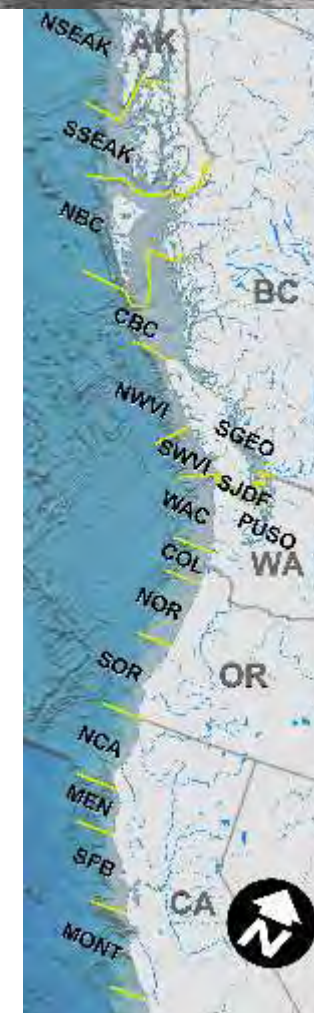 NSEAK
AK
SSEAK
NBC
BC
CBC
NWVI
SGEO
SWVI
SJDF
WAC
PUSO
COL
WA
NOR
SOR
OR
NCA
MEN
SFB
CA
MONT
N